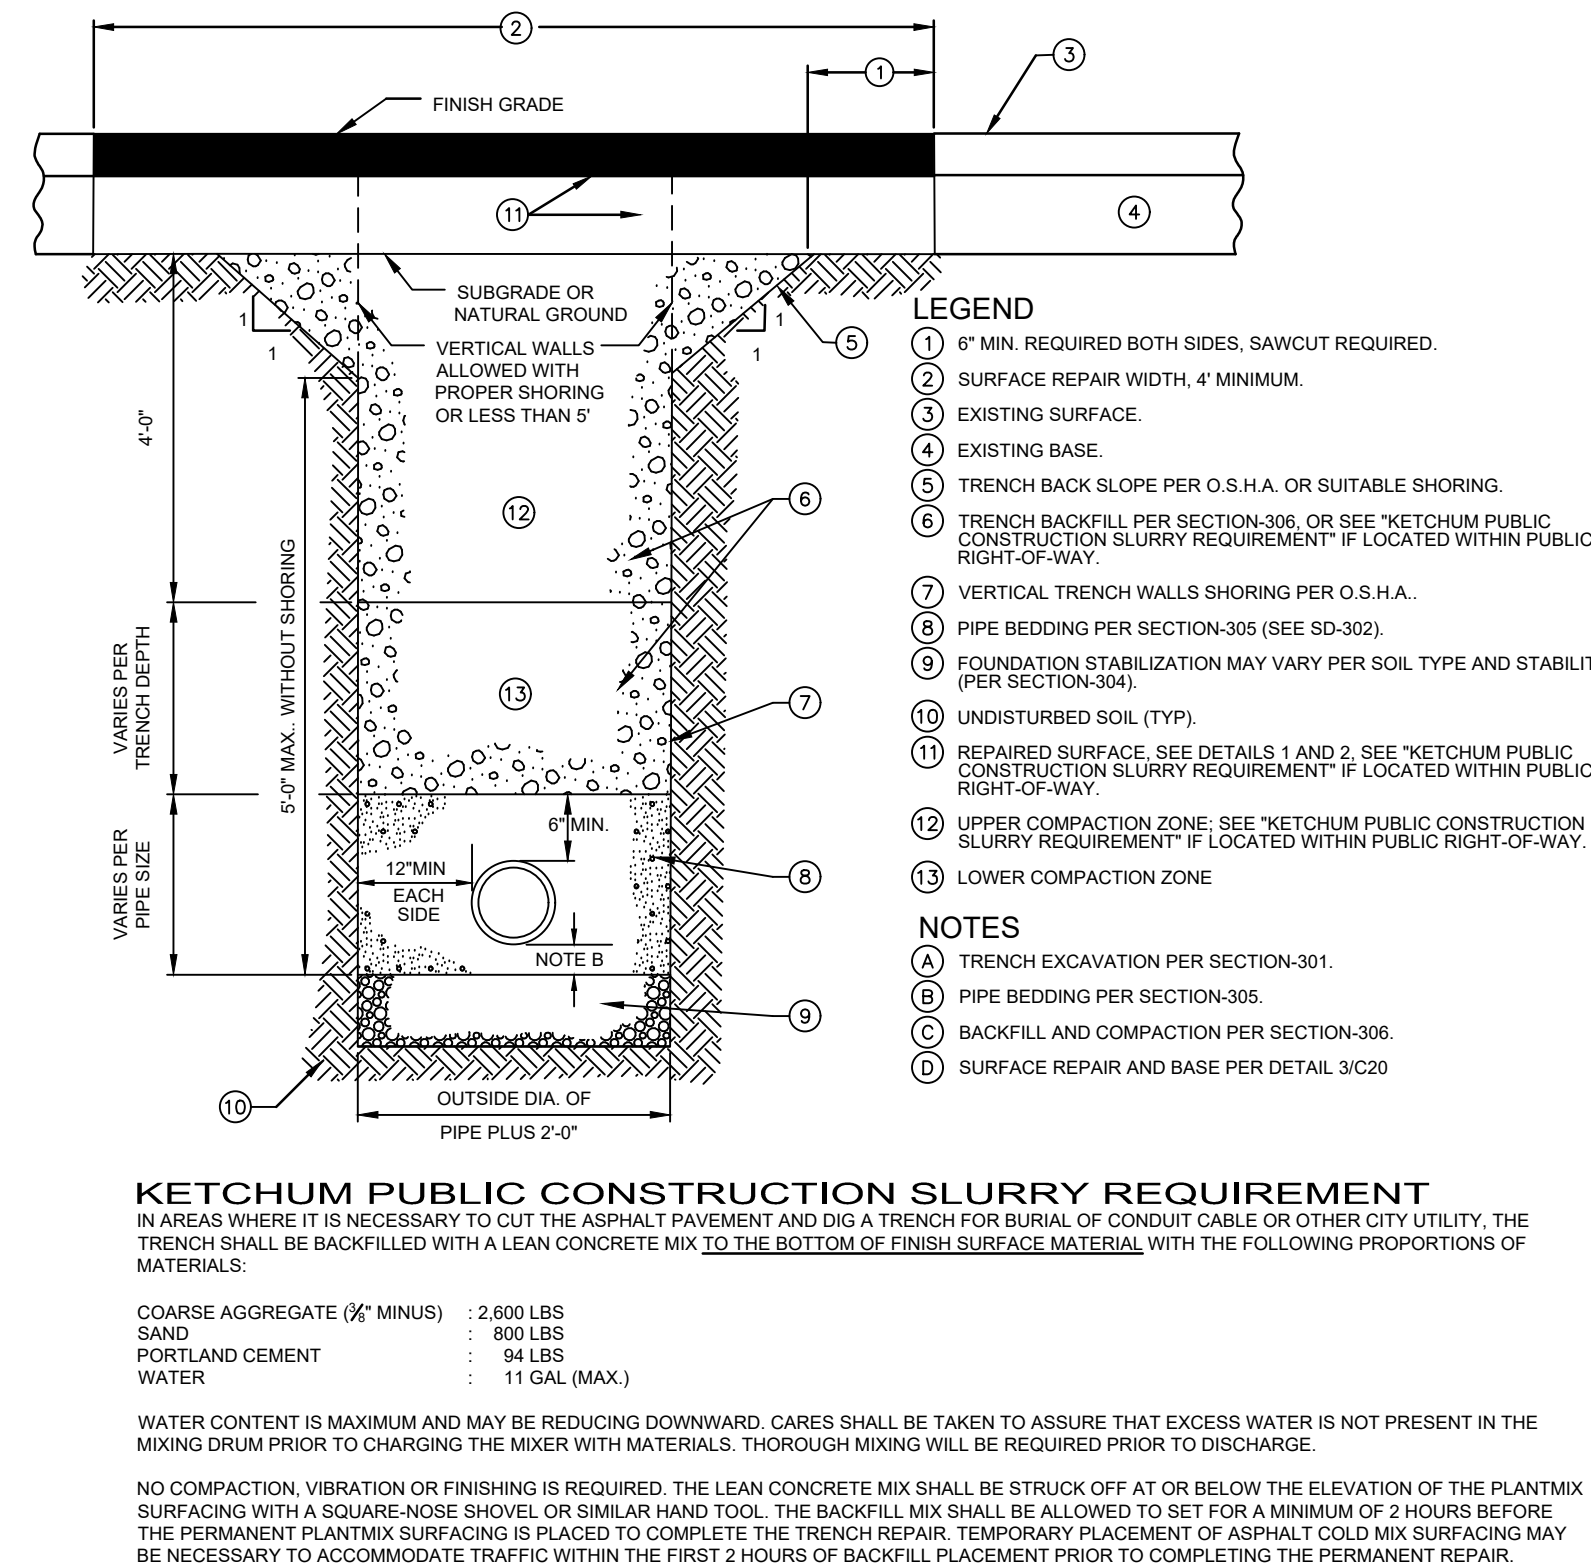 2
3
1
FINISH GRADE
11
4
SUBGRADE OR
NATURAL GROUND
1
1
1
1
5
VERTICAL WALLS
ALLOWED WITH
PROPER SHORING
OR LESS THAN 5'
4'-0"
5'-0" MAX.. WITHOUT SHORING
12
6
VARIES PER
TRENCH DEPTH
13
7
VARIES PER
PIPE SIZE
6" MIN.
12"MIN
EACH
SIDE
8
NOTE B
9
10
OUTSIDE DIA. OF
PIPE PLUS 2'-0"
LEGEND
1 6" MIN. REQUIRED BOTH SIDES, SAWCUT REQUIRED.
2 SURFACE REPAIR WIDTH, 4' MINIMUM.
3 EXISTING SURFACE.
4 EXISTING BASE.
5 TRENCH BACK SLOPE PER O.S.H.A. OR SUITABLE SHORING.
6 TRENCH BACKFILL PER SECTION-306, OR SEE "KETCHUM PUBLIC
CONSTRUCTION SLURRY REQUIREMENT" IF LOCATED WITHIN PUBLIC
RIGHT-OF-WAY.
7 VERTICAL TRENCH WALLS SHORING PER O.S.H.A..
8 PIPE BEDDING PER SECTION-305 (SEE SD-302).
9 FOUNDATION STABILIZATION MAY VARY PER SOIL TYPE AND STABILIT
(PER SECTION-304).
10 UNDISTURBED SOIL (TYP).
11 REPAIRED SURFACE, SEE DETAILS 1 AND 2, SEE "KETCHUM PUBLIC
CONSTRUCTION SLURRY REQUIREMENT" IF LOCATED WITHIN PUBLIC
RIGHT-OF-WAY.
12 UPPER COMPACTION ZONE; SEE "KETCHUM PUBLIC CONSTRUCTION
SLURRY REQUIREMENT" IF LOCATED WITHIN PUBLIC RIGHT-OF-WAY.
13 LOWER COMPACTION ZONE
NOTES
A TRENCH EXCAVATION PER SECTION-301.
B PIPE BEDDING PER SECTION-305.
C BACKFILL AND COMPACTION PER SECTION-306.
D SURFACE REPAIR AND BASE PER DETAIL 3/C20
KETCHUM PUBLIC CONSTRUCTION SLURRY REQUIREMENT
IN AREAS WHERE IT IS NECESSARY TO CUT THE ASPHALT PAVEMENT AND DIG A TRENCH FOR BURIAL OF CONDUIT CABLE OR OTHER CITY UTILITY, THE
TRENCH SHALL BE BACKFILLED WITH A LEAN CONCRETE MIX TO THE BOTTOM OF FINISH SURFACE MATERIAL WITH THE FOLLOWING PROPORTIONS OF
MATERIALS:
COARSE AGGREGATE (3/8" MINUS) : 2,600 LBS
SAND : 800 LBS
PORTLAND CEMENT : 94 LBS
WATER : 11 GAL (MAX.)
WATER CONTENT IS MAXIMUM AND MAY BE REDUCING DOWNWARD. CARES SHALL BE TAKEN TO ASSURE THAT EXCESS WATER IS NOT PRESENT IN THE
MIXING DRUM PRIOR TO CHARGING THE MIXER WITH MATERIALS. THOROUGH MIXING WILL BE REQUIRED PRIOR TO DISCHARGE.
NO COMPACTION, VIBRATION OR FINISHING IS REQUIRED. THE LEAN CONCRETE MIX SHALL BE STRUCK OFF AT OR BELOW THE ELEVATION OF THE PLANTMIX
SURFACING WITH A SQUARE-NOSE SHOVEL OR SIMILAR HAND TOOL. THE BACKFILL MIX SHALL BE ALLOWED TO SET FOR A MINIMUM OF 2 HOURS BEFORE
THE PERMANENT PLANTMIX SURFACING IS PLACED TO COMPLETE THE TRENCH REPAIR. TEMPORARY PLACEMENT OF ASPHALT COLD MIX SURFACING MAY
BE NECESSARY TO ACCOMMODATE TRAFFIC WITHIN THE FIRST 2 HOURS OF BACKFILL PLACEMENT PRIOR TO COMPLETING THE PERMANENT REPAIR.